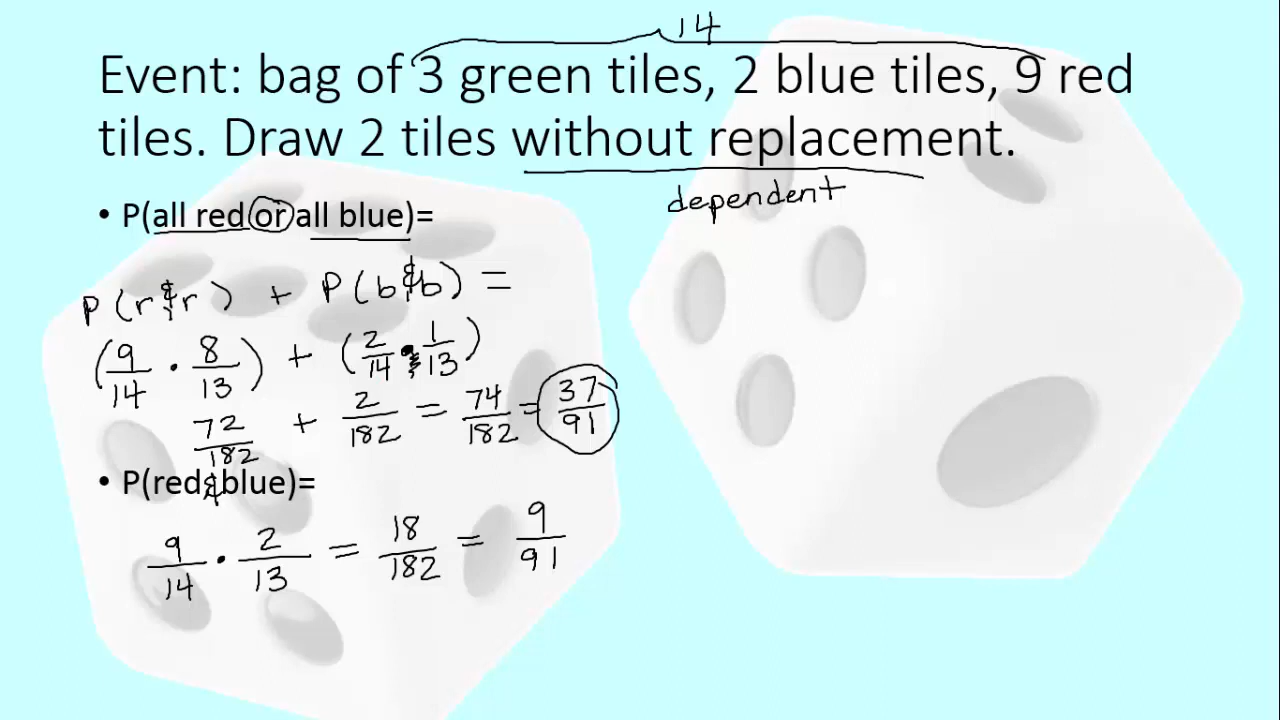 14
Event: bag of 3 green tiles, 2 blue tiles, 9 red
tiles. Draw 2 tiles without replacement.
dependent
• P(all red or all blue)=
P(r & r) + P(b & b) =
(9/14 · 8/13) + (2/14 · 1/13)
72/182 + 2/182 = 74/182 = 37/91
• P(red & blue)=
9/14 · 2/13 = 18/182 = 9/91